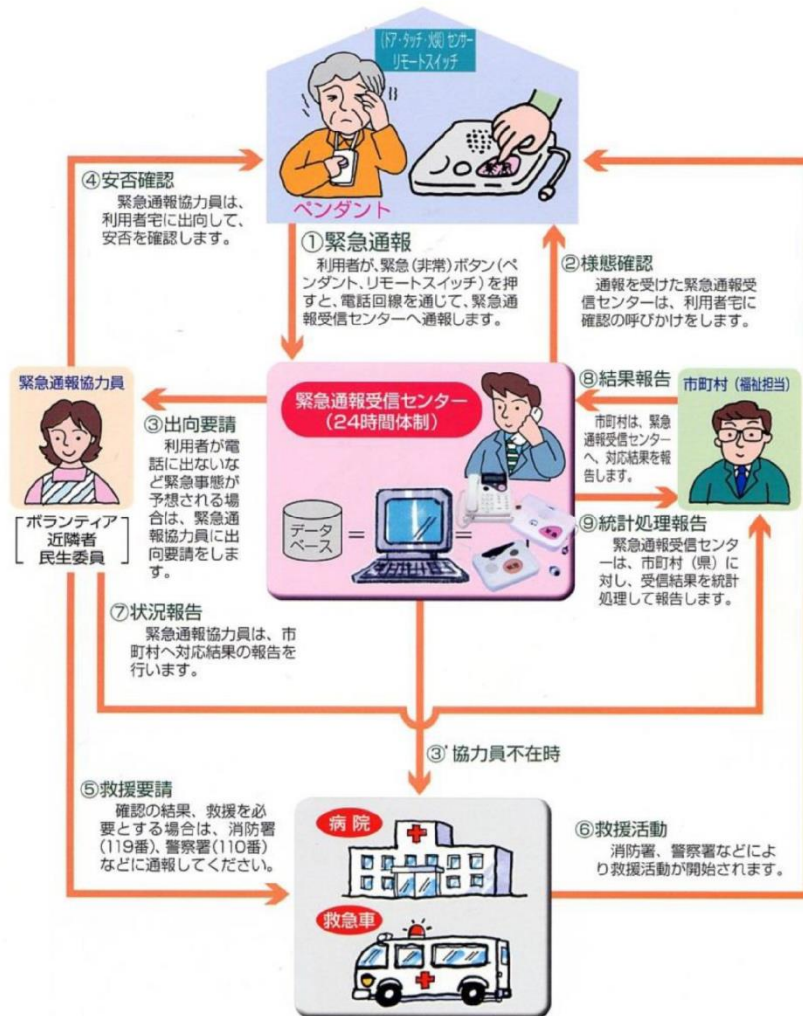 (ドア・タッチ・火災)センサー
リモートスイッチ
ペンダント
④安否確認
緊急通報協力員は、
利用者宅に出向して、
安否を確認します。
①緊急通報
利用者が、緊急(非常)ボタン(ペ
ンダント、リモートスイッチ)を押
すと、電話回線を通じて、緊急通
報受信センターへ通報します。
②様態確認
通報を受けた緊急通報受
信センターは、利用者宅に
確認の呼びかけをします。
緊急通報協力員
ボランティア
近隣者
民生委員
③出向要請
利用者が電
話に出ないな
ど緊急事態が
予想される場
合は、緊急通
報協力員に出
向要請をしま
す。
緊急通報受信センター
(24時間体制)
データ
ベース
=
=
⑧結果報告
市町村は、緊急
通報受信センター
へ、対応結果を報
告します。
市町村(福祉担当)
⑨統計処理報告
緊急通報受信センタ
ーは、市町村(県)に
対し、受信結果を統計
処理して報告します。
⑦状況報告
緊急通報協力員は、市
町村へ対応結果の報告を
行います。
③'協力員不在時
⑤救援要請
確認の結果、救援を必
要とする場合は、消防署
(119番)、警察署(110番)
などに通報してください。
病院
救急車
⑥救援活動
消防署、警察署などによ
り救援活動が開始されます。